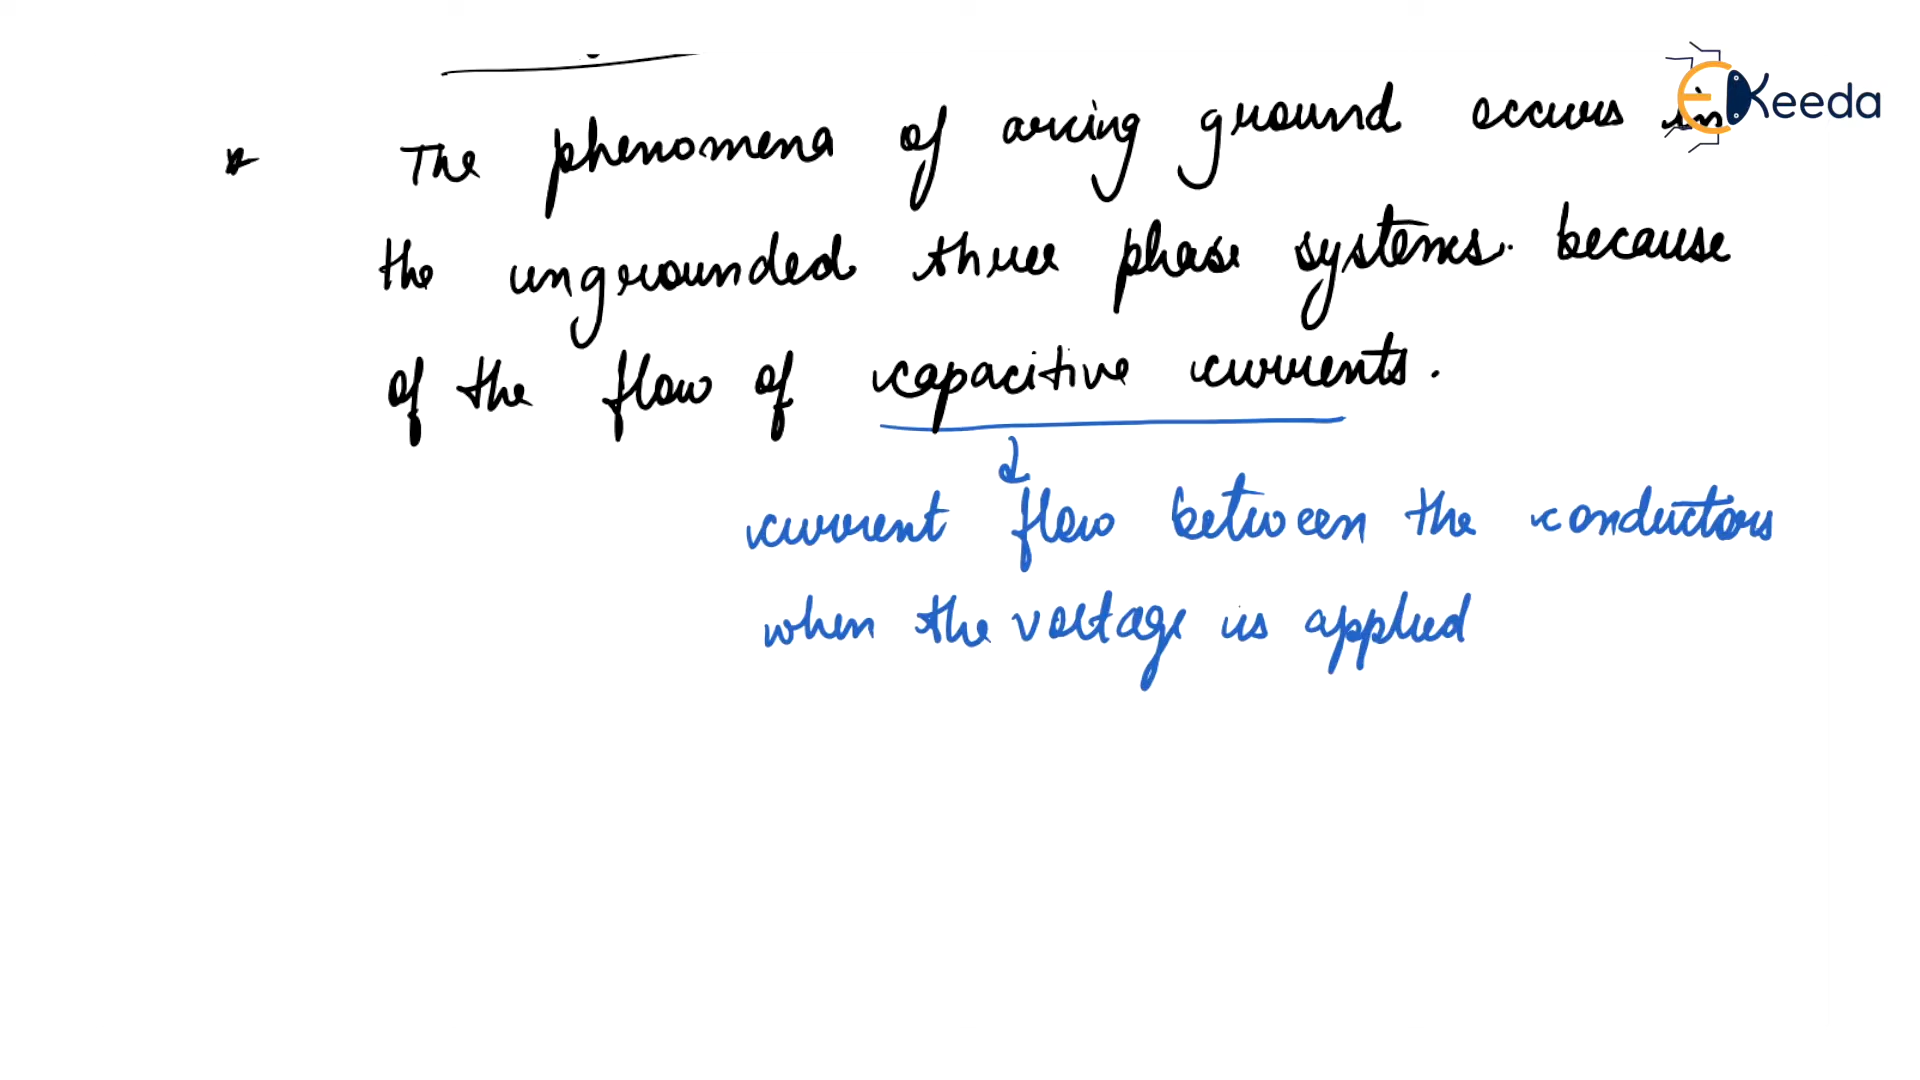 EKeeda
* The phenomena of arcing ground occurs in
the ungrounded three phase systems. because
of the flow of capacitive currents.
current flow between the conductors
when the voltage is applied